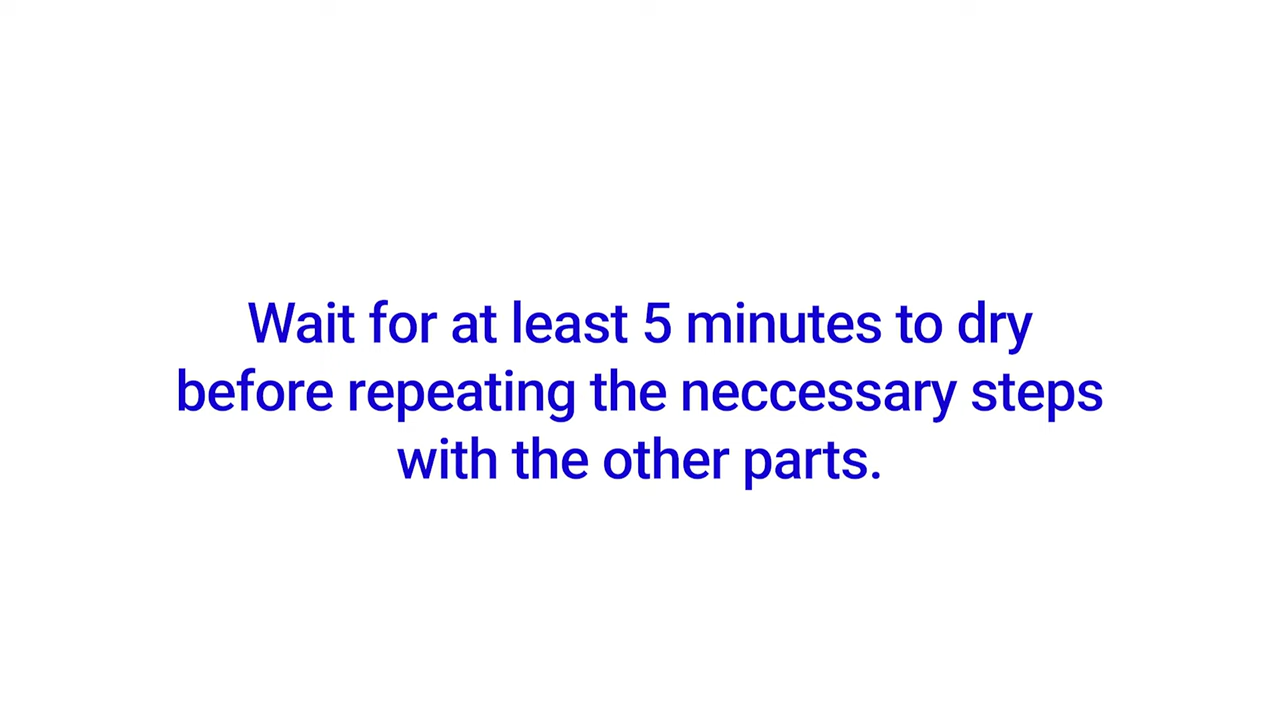 Wait for at least 5 minutes to dry
before repeating the neccessary steps
with the other parts.